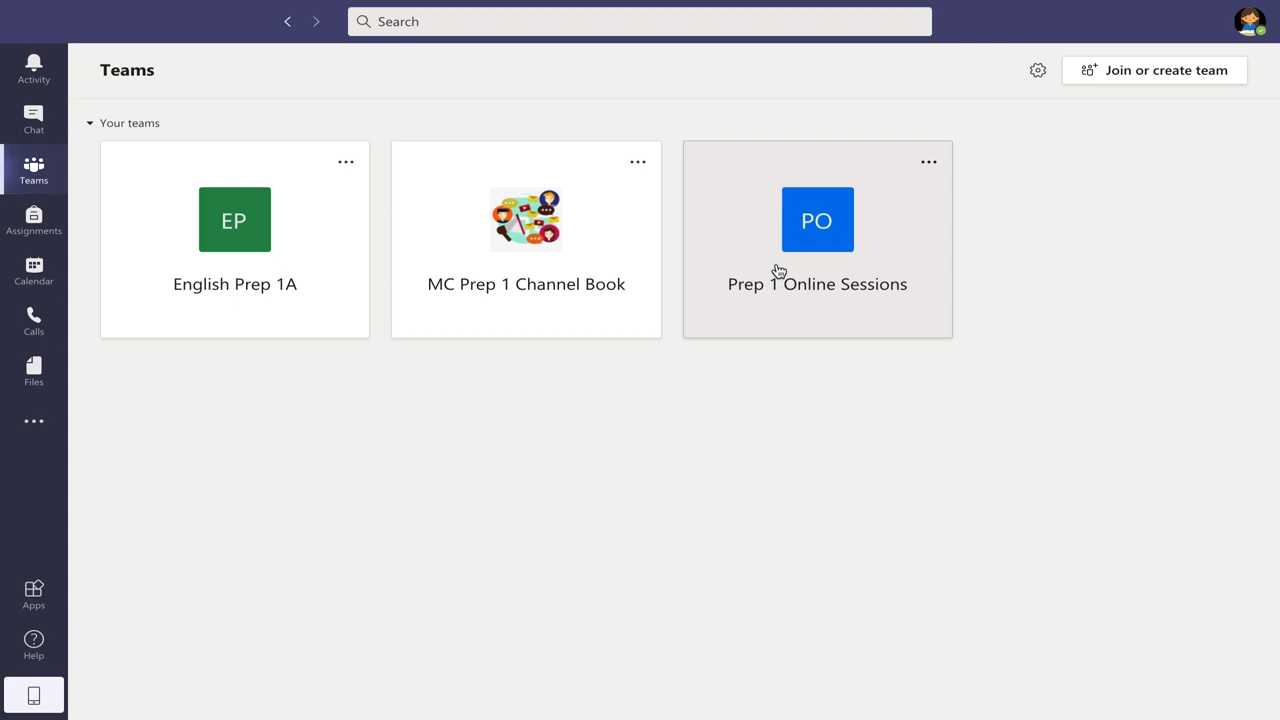 Search
Activity
Chat
Teams
Assignments
Calendar
Calls
Files
Apps
Help
Teams
Join or create team
Your teams
EP
English Prep 1A
MC Prep 1 Channel Book
PO
Prep 1 Online Sessions